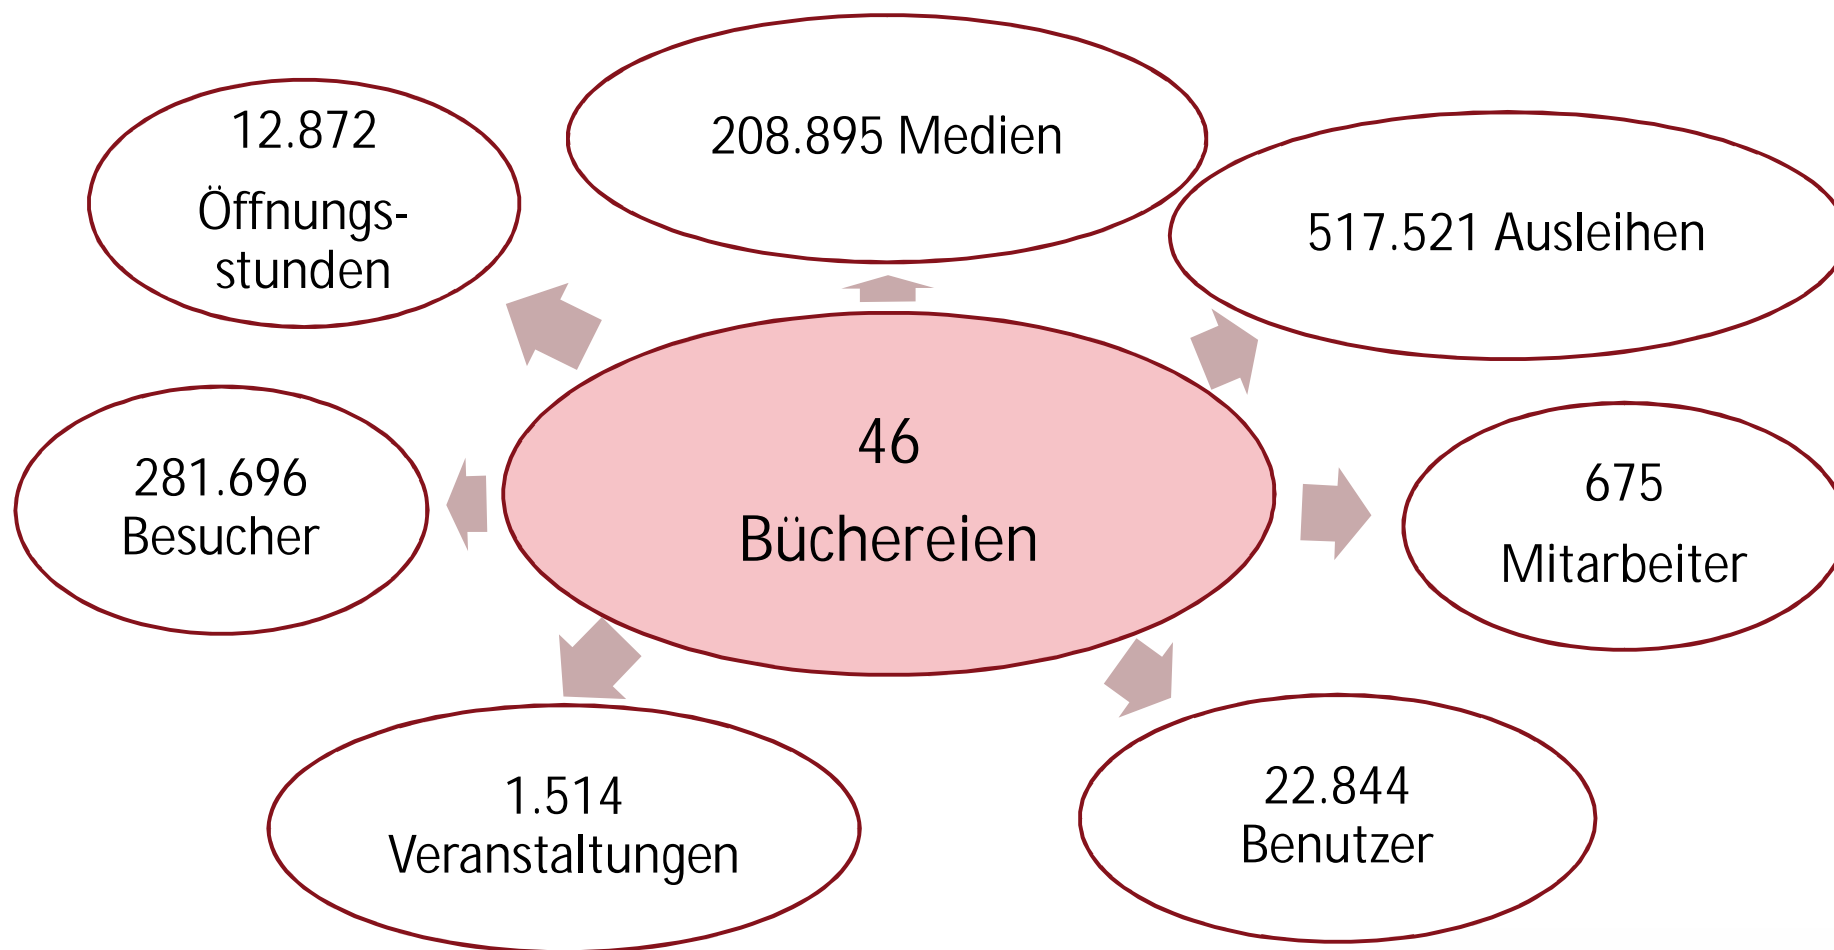 12.872
Öffnungs-
stunden
208.895 Medien
517.521 Ausleihen
281.696
Besucher
46
Büchereien
675
Mitarbeiter
1.514
Veranstaltungen
22.844
Benutzer